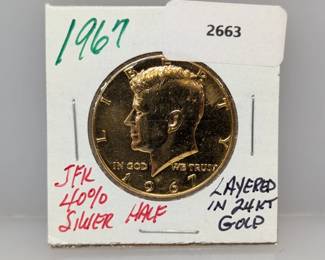 1967
2663
LIBERTY
IN GOD WE TRUST
1967
JFK
40%
SILVER HALF
LAYERED
IN 24KT
GOLD